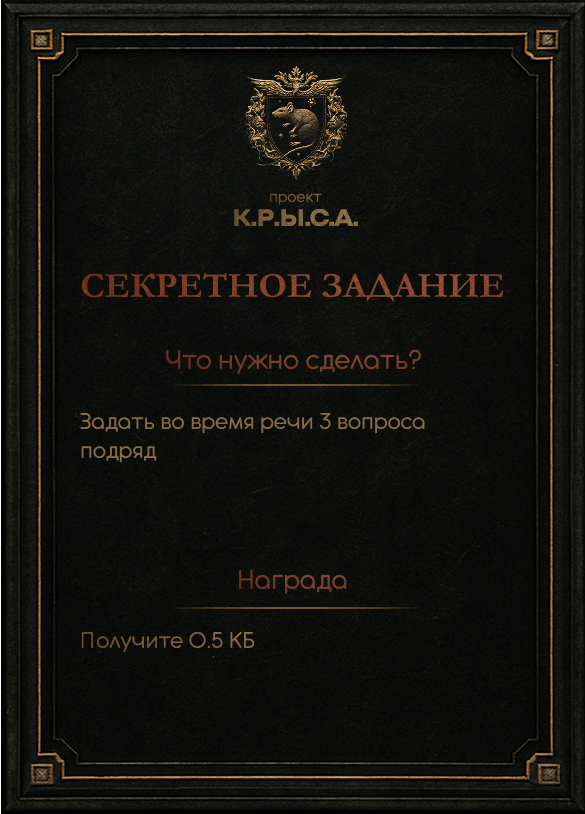 проект
К.Р.Ы.С.А.
СЕКРЕТНОЕ ЗАДАНИЕ
Что нужно сделать?
Задать во время речи 3 вопроса
подряд
Награда
Получите 0.5 КБ